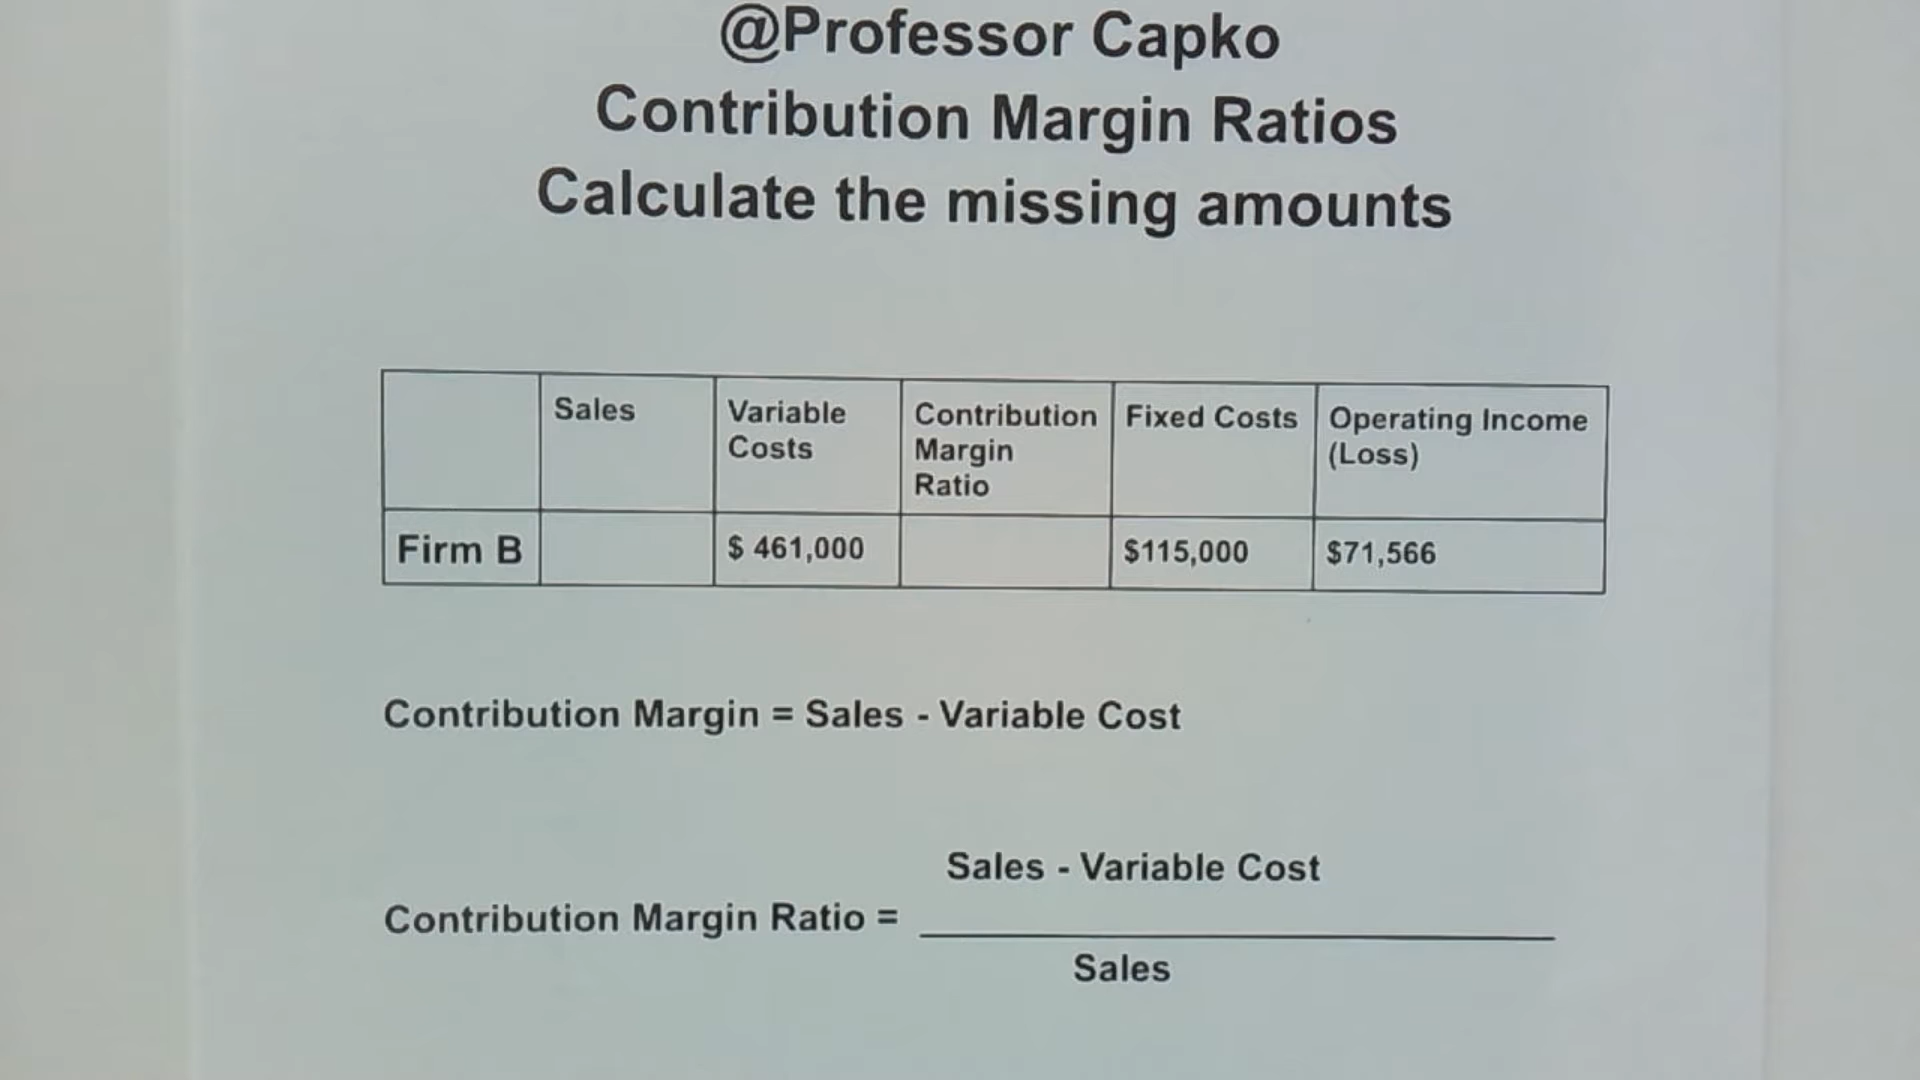 @Professor Capko
Contribution Margin Ratios
Calculate the missing amounts
Sales
Variable
Costs
Contribution
Margin
Ratio
Fixed Costs
Operating Income
(Loss)
Firm B
$ 461,000
$115,000
$71,566
Contribution Margin = Sales - Variable Cost
Sales - Variable Cost
Contribution Margin Ratio =
Sales